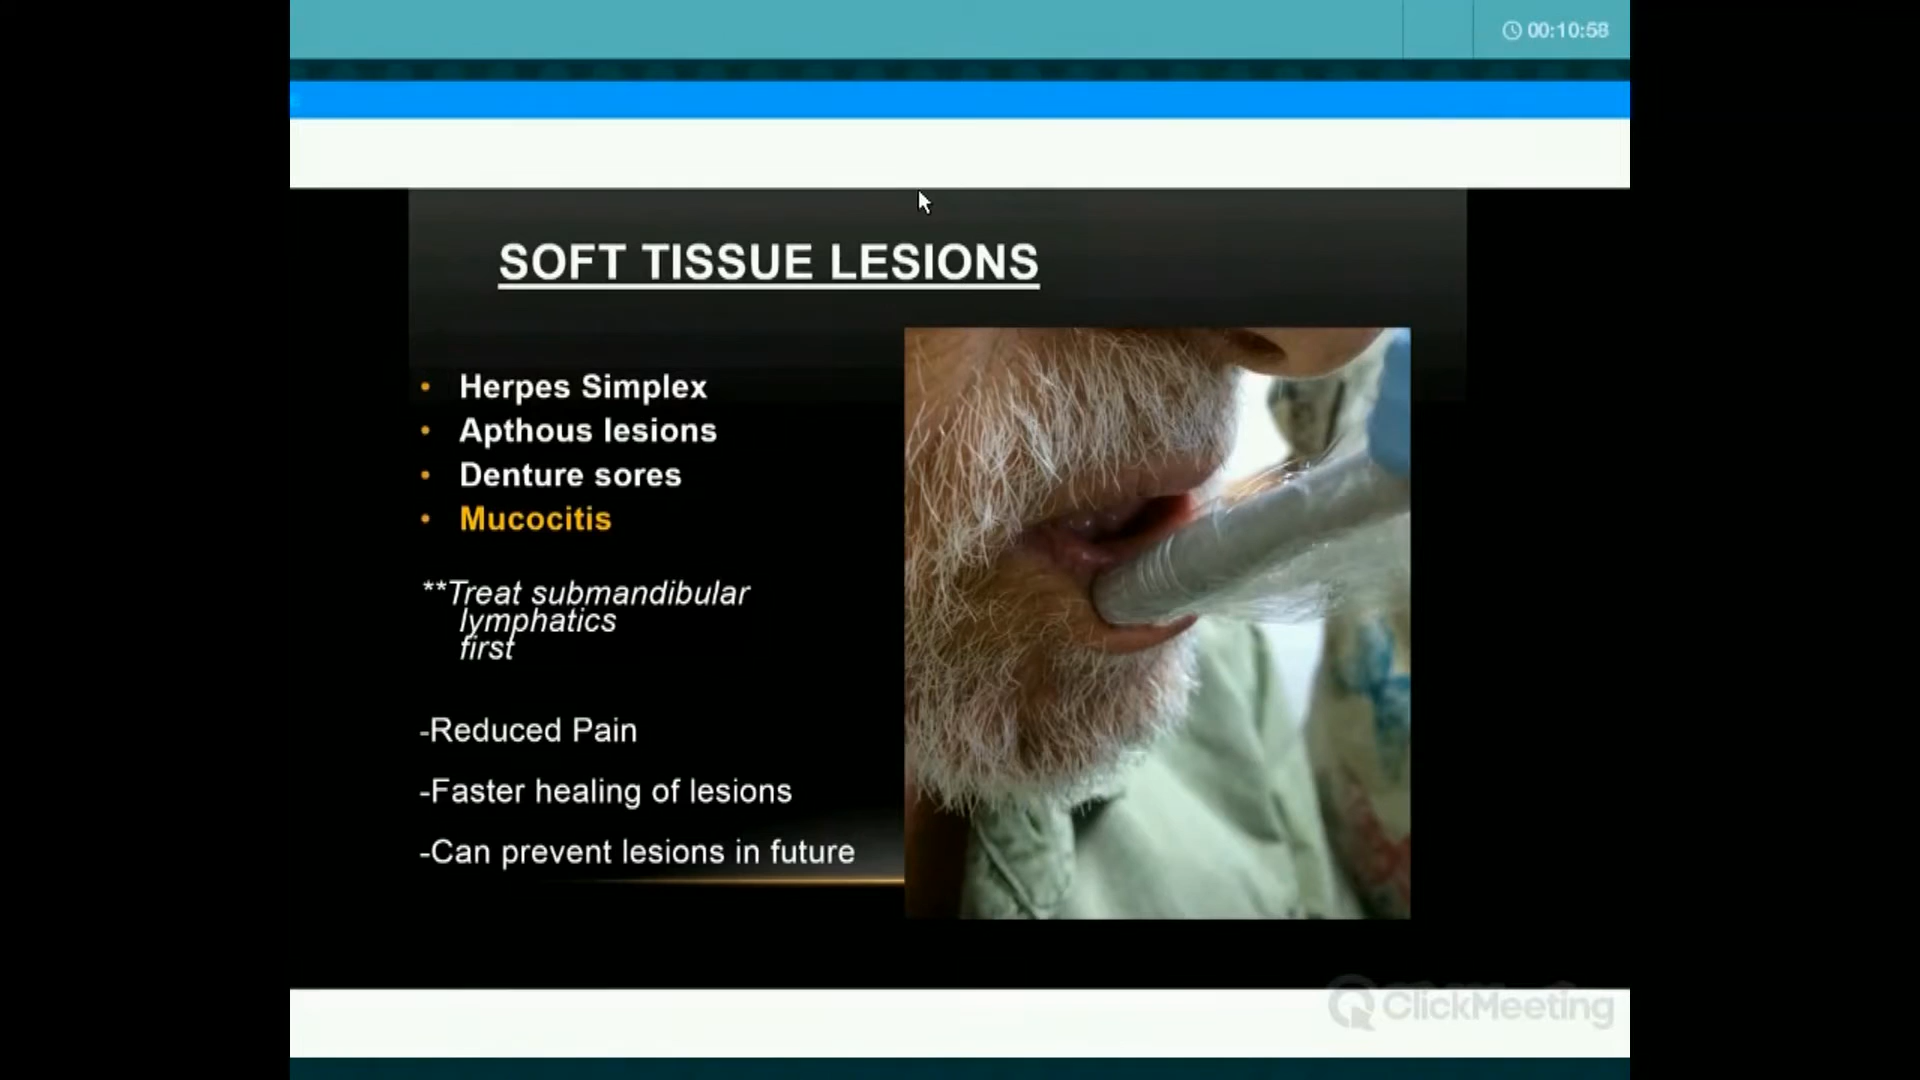 00:10:58
SOFT TISSUE LESIONS
• Herpes Simplex
• Apthous lesions
• Denture sores
• Mucocitis
**Treat submandibular
lymphatics
first
-Reduced Pain
-Faster healing of lesions
-Can prevent lesions in future
ClickMeeting